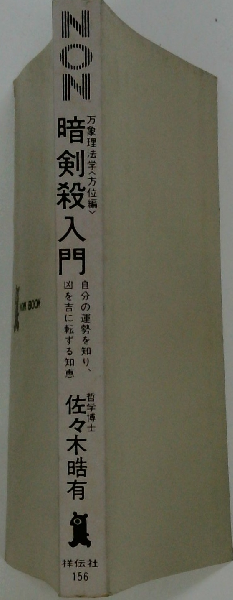 NON
万象理法学〈方位編〉
暗剣殺入門
自分の運勢を知り、
凶を吉に転ずる知恵
哲学博士
佐々木晧有
祥伝社
156
NON BOOK